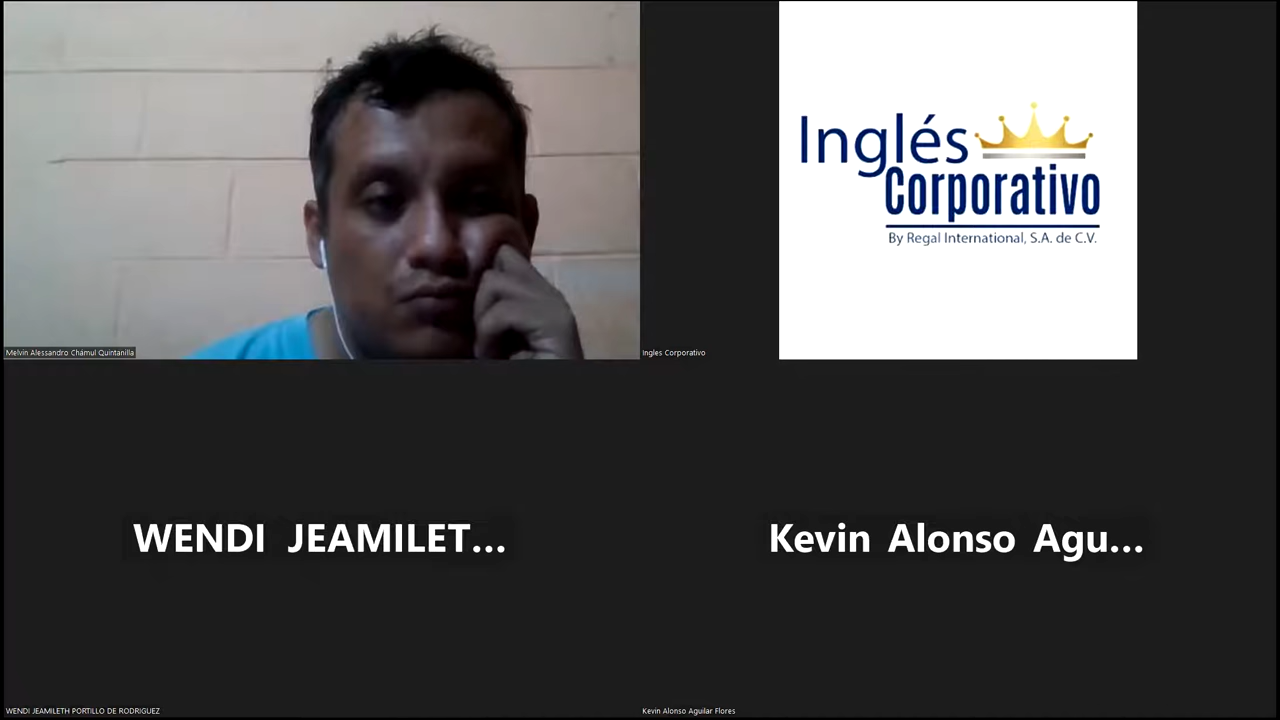 Melvin Alessandro Chámul Quintanilla
Inglés
Corporativo
By Regal International, S.A. de C.V.
Ingles Corporativo
WENDI JEAMILET...
Kevin Alonso Agu...
WENDI JEAMILETH PORTILLO DE RODRIGUEZ
Kevin Alonso Aguilar Flores